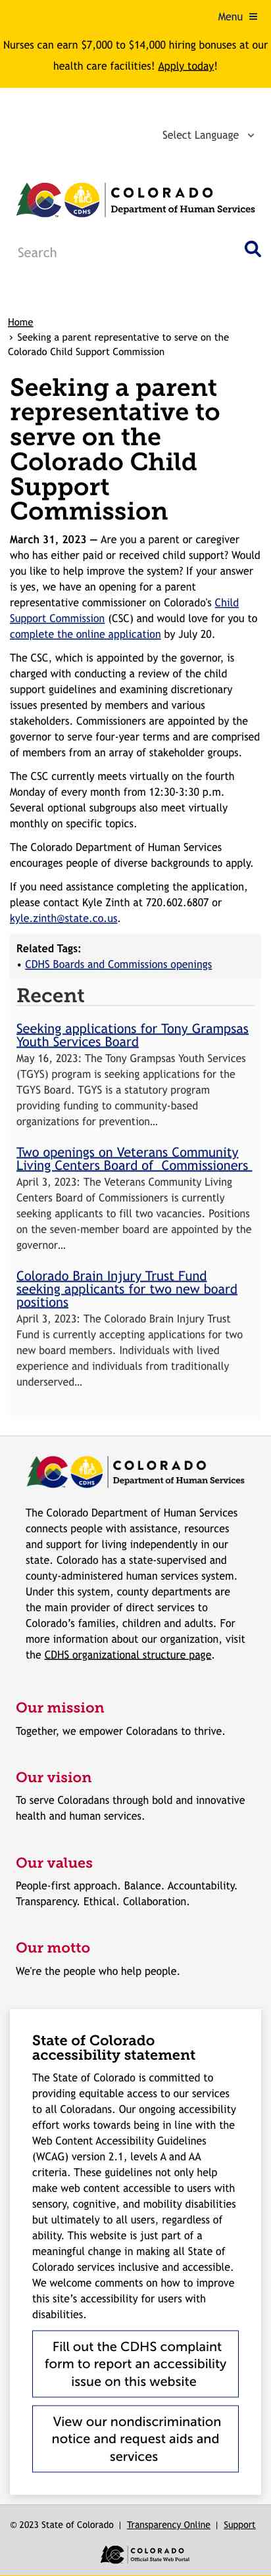 Menu ≡
Nurses can earn $7,000 to $14,000 hiring bonuses at our
health care facilities! Apply today!
Select Language
COLORADO
CDHS
Department of Human Services
Search
Home
› Seeking a parent representative to serve on the
Colorado Child Support Commission
Seeking a parent
representative to
serve on the
Colorado Child
Support
Commission
March 31, 2023 — Are you a parent or caregiver
who has either paid or received child support? Would
you like to help improve the system? If your answer
is yes, we have an opening for a parent
representative commissioner on Colorado's Child
Support Commission (CSC) and would love for you to
complete the online application by July 20.
The CSC, which is appointed by the governor, is
charged with conducting a review of the child
support guidelines and examining discretionary
issues presented by members and various
stakeholders. Commissioners are appointed by the
governor to serve four-year terms and are comprised
of members from an array of stakeholder groups.
The CSC currently meets virtually on the fourth
Monday of every month from 12:30-3:30 p.m.
Several optional subgroups also meet virtually
monthly on specific topics.
The Colorado Department of Human Services
encourages people of diverse backgrounds to apply.
If you need assistance completing the application,
please contact Kyle Zinth at 720.602.6807 or
kyle.zinth@state.co.us.
Related Tags:
• CDHS Boards and Commissions openings
Recent
Seeking applications for Tony Grampsas
Youth Services Board
May 16, 2023: The Tony Grampsas Youth Services
(TGYS) program is seeking applications for the
TGYS Board. TGYS is a statutory program
providing funding to community-based
organizations for prevention...
Two openings on Veterans Community
Living Centers Board of Commissioners
April 3, 2023: The Veterans Community Living
Centers Board of Commissioners is currently
seeking applicants to fill two vacancies. Positions
on the seven-member board are appointed by the
governor...
Colorado Brain Injury Trust Fund
seeking applicants for two new board
positions
April 3, 2023: The Colorado Brain Injury Trust
Fund is currently accepting applications for two
new board members. Individuals with lived
experience and individuals from traditionally
underserved...
COLORADO
CDHS
Department of Human Services
The Colorado Department of Human Services
connects people with assistance, resources
and support for living independently in our
state. Colorado has a state-supervised and
county-administered human services system.
Under this system, county departments are
the main provider of direct services to
Colorado's families, children and adults. For
more information about our organization, visit
the CDHS organizational structure page.
Our mission
Together, we empower Coloradans to thrive.
Our vision
To serve Coloradans through bold and innovative
health and human services.
Our values
People-first approach. Balance. Accountability.
Transparency. Ethical. Collaboration.
Our motto
We're the people who help people.
State of Colorado
accessibility statement
The State of Colorado is committed to
providing equitable access to our services
to all Coloradans. Our ongoing accessibility
effort works towards being in line with the
Web Content Accessibility Guidelines
(WCAG) version 2.1, levels A and AA
criteria. These guidelines not only help
make web content accessible to users with
sensory, cognitive, and mobility disabilities
but ultimately to all users, regardless of
ability. This website is just part of a
meaningful change in making all State of
Colorado services inclusive and accessible.
We welcome comments on how to improve
this site's accessibility for users with
disabilities.
Fill out the CDHS complaint
form to report an accessibility
issue on this website
View our nondiscrimination
notice and request aids and
services
© 2023 State of Colorado | Transparency Online | Support
COLORADO
Official State Web Portal